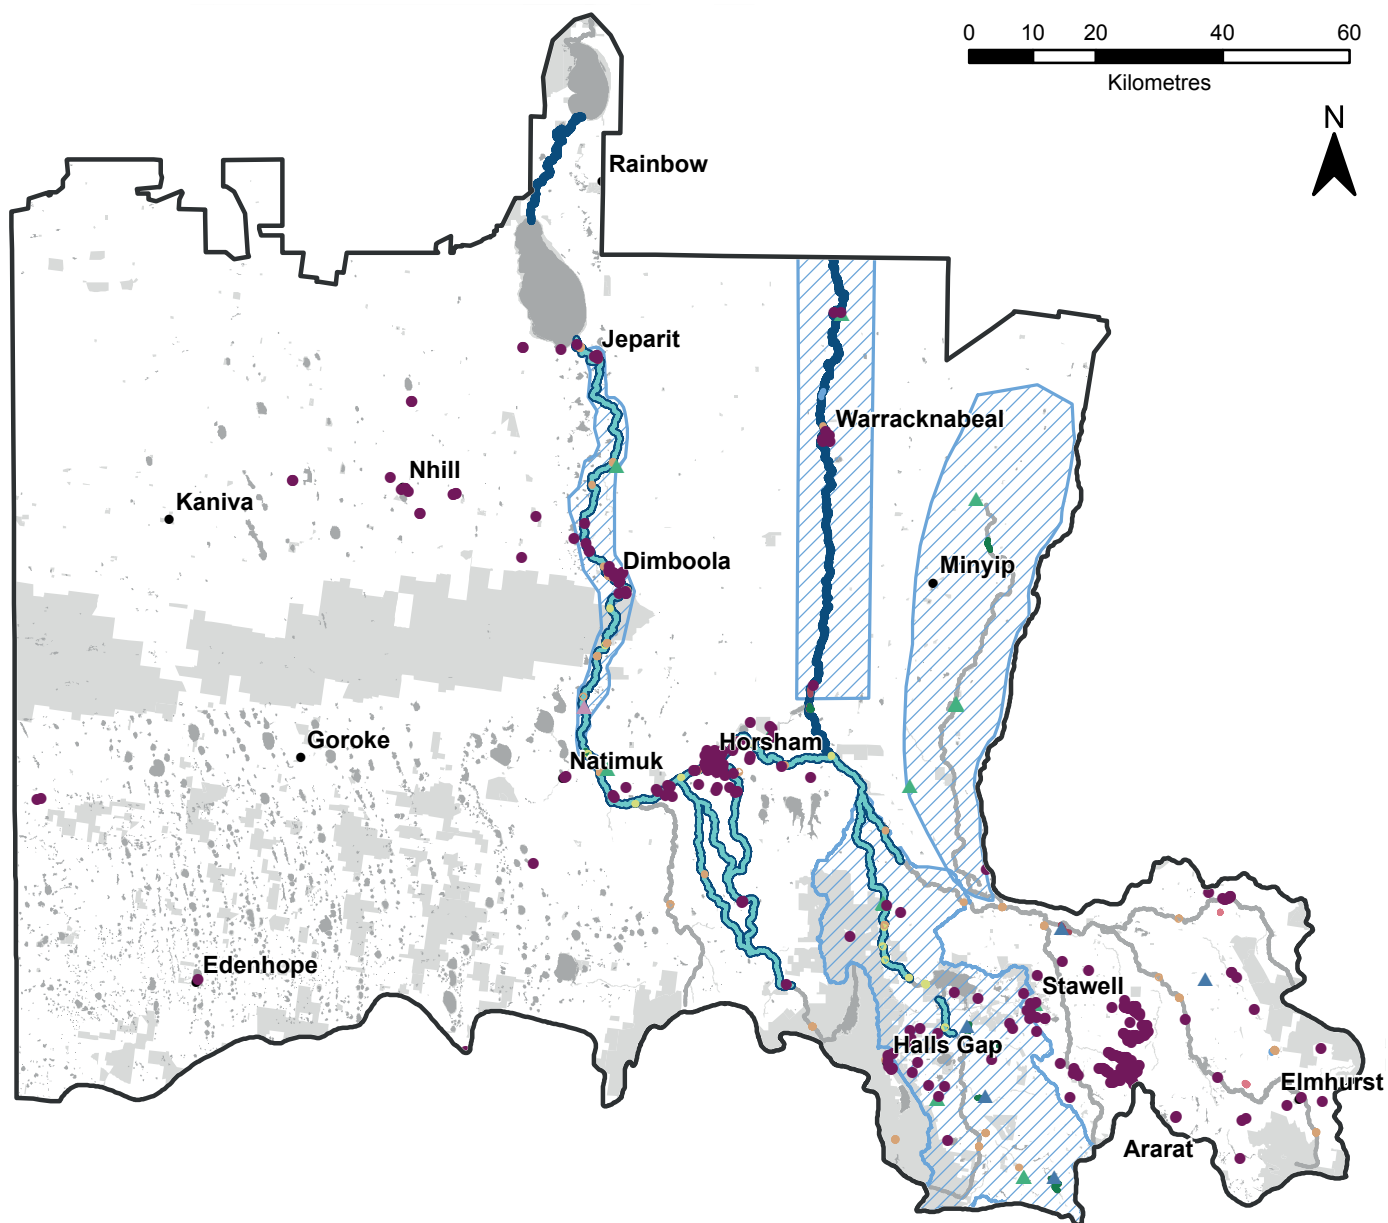 0 10 20 40 60
Kilometres
N
Rainbow
Jeparit
Warracknabeal
Nhill
Kaniva
Dimboola
Minyip
Goroke
Horsham
Natimuk
Edenhope
Stawell
Halls Gap
Elmhurst
Ararat